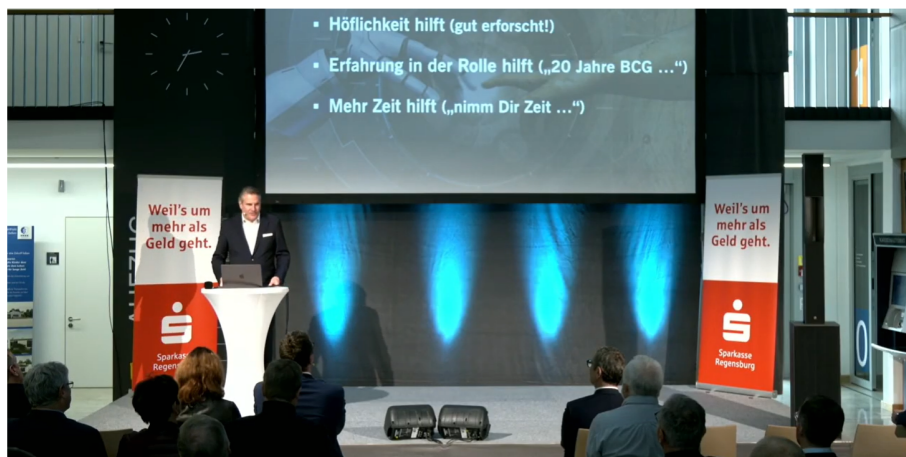 ▪ Höflichkeit hilft (gut erforscht!)
▪ Erfahrung in der Rolle hilft („20 Jahre BCG ...“)
▪ Mehr Zeit hilft („nimm Dir Zeit ...“)
Weil's um
mehr als
Geld geht.
Sparkasse
Regensburg
Weil's um
mehr als
Geld geht.
Sparkasse
Regensburg